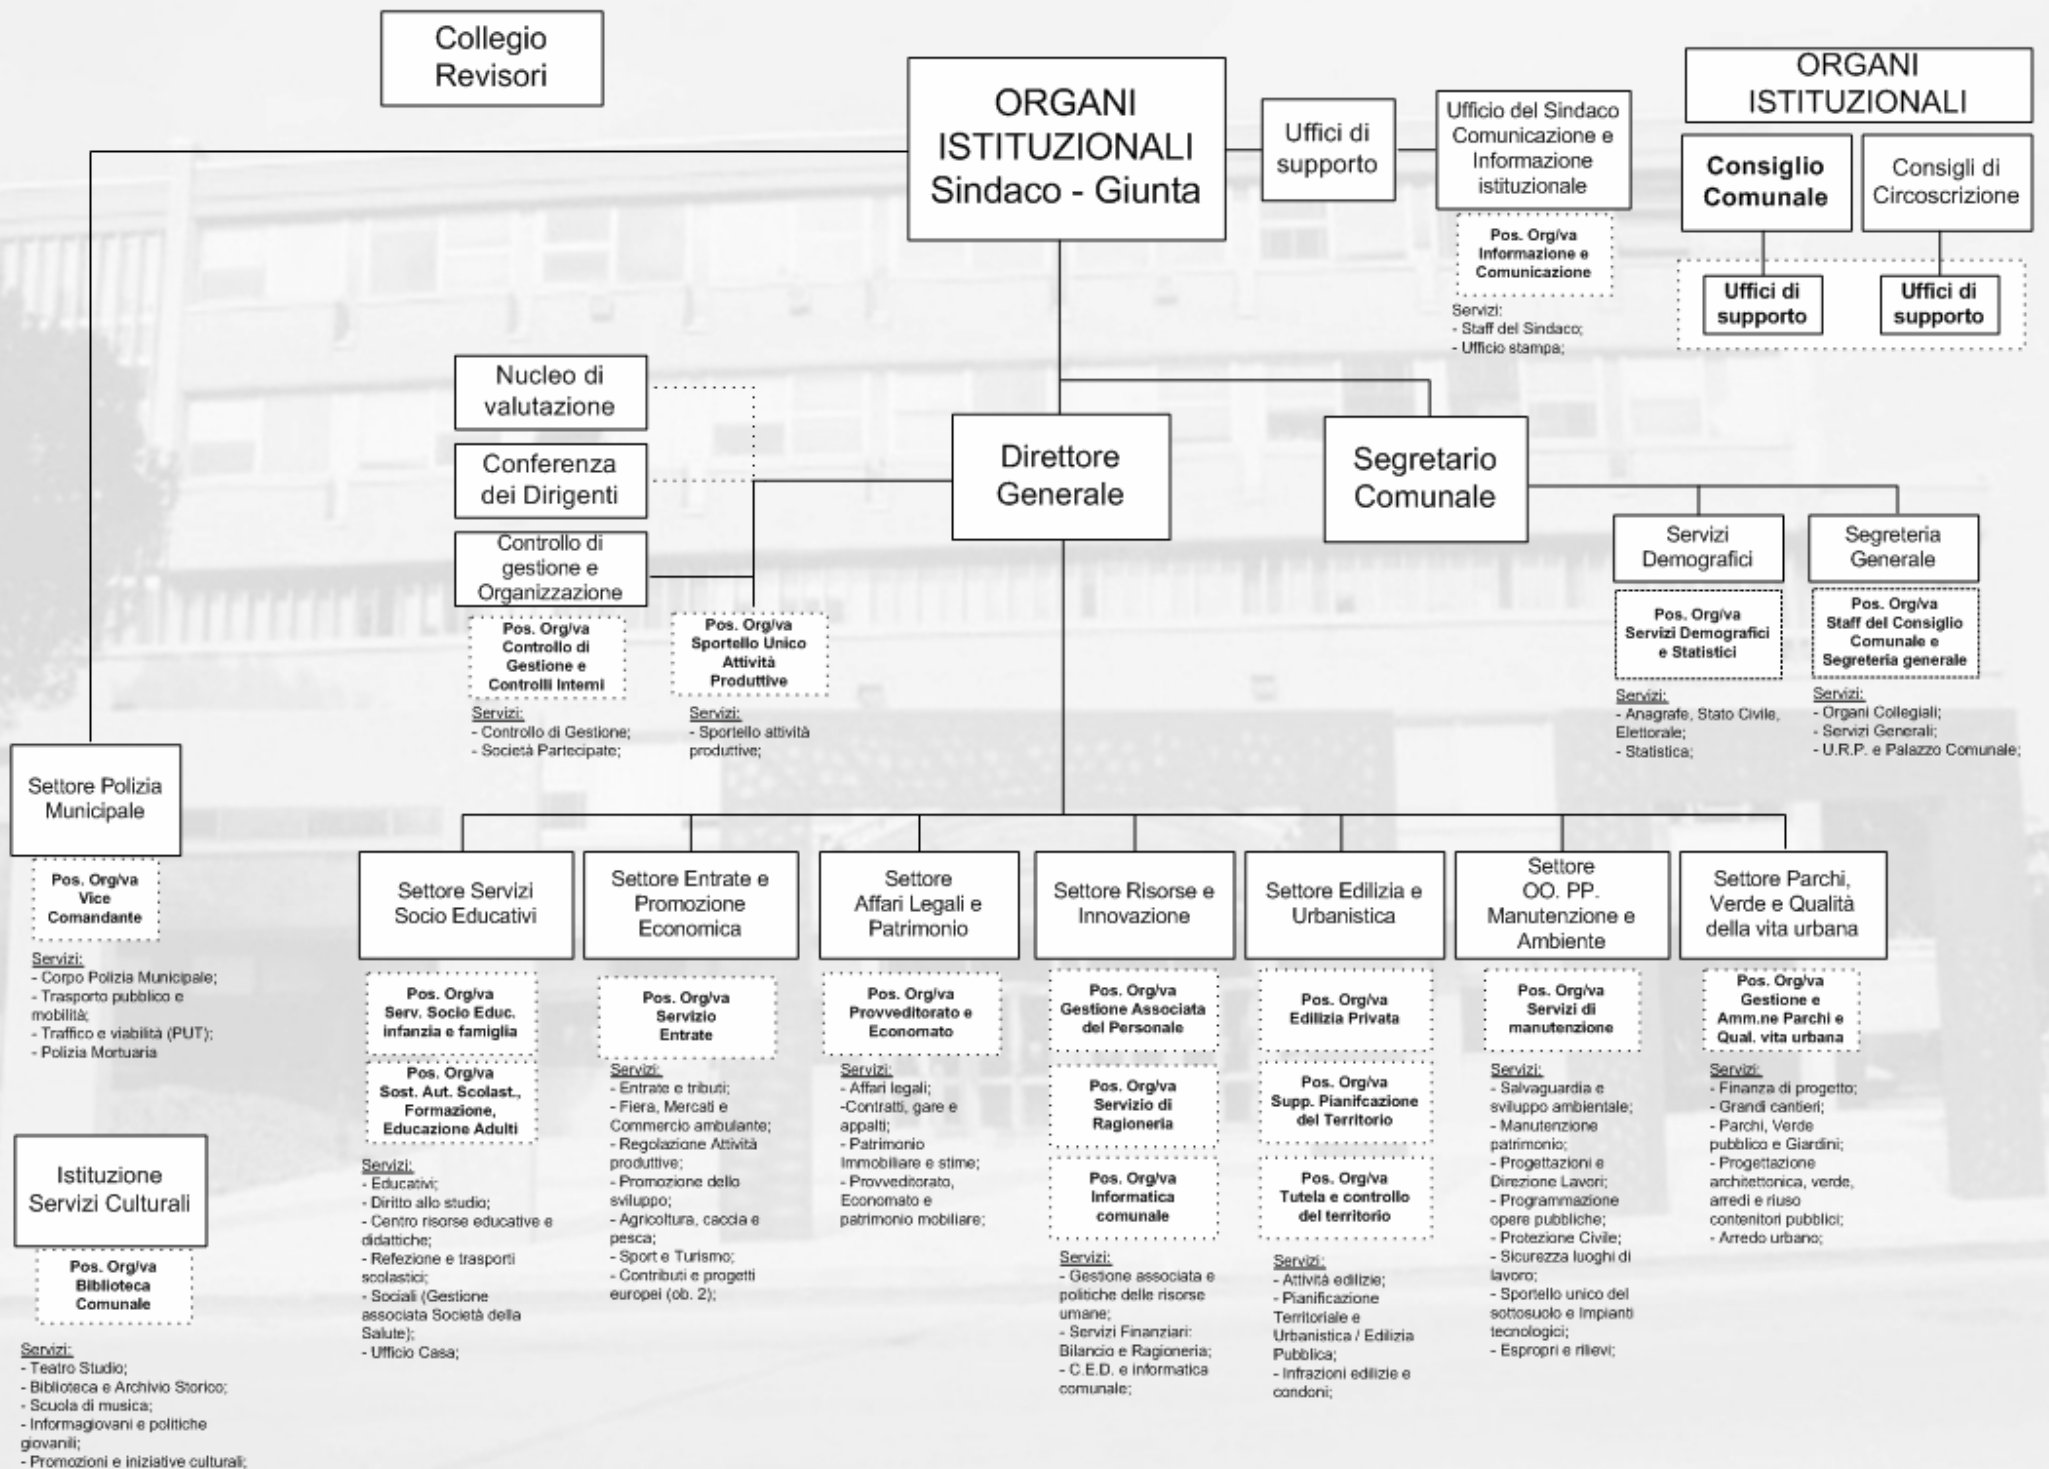 Collegio
Revisori
ORGANI
ISTITUZIONALI
Sindaco - Giunta
Uffici di
supporto
Ufficio del Sindaco
Comunicazione e
Informazione
istituzionale
Pos. Org/va
Informazione e
Comunicazione
Servizi:
- Staff del Sindaco;
- Ufficio stampa;
ORGANI
ISTITUZIONALI
Consiglio
Comunale
Consigli di
Circoscrizione
Uffici di
supporto
Uffici di
supporto
Nucleo di
valutazione
Conferenza
dei Dirigenti
Controllo di
gestione e
Organizzazione
Pos. Org/va
Controllo di
Gestione e
Controlli Interni
Servizi:
- Controllo di Gestione;
- Società Partecipate;
Pos. Org/va
Sportello Unico
Attività
Produttive
Servizi:
- Sportello attività
produttive;
Direttore
Generale
Segretario
Comunale
Servizi
Demografici
Pos. Org/va
Servizi Demografici
e Statistici
Servizi:
- Anagrafe, Stato Civile,
Elettorale;
- Statistica;
Segreteria
Generale
Pos. Org/va
Staff del Consiglio
Comunale e
Segreteria generale
Servizi:
- Organi Collegiali;
- Servizi Generali;
- U.R.P. e Palazzo Comunale;
Settore Polizia
Municipale
Pos. Org/va
Vice
Comandante
Servizi:
- Corpo Polizia Municipale;
- Trasporto pubblico e
mobilità;
- Traffico e viabilità (PUT);
- Polizia Mortuaria
Istituzione
Servizi Culturali
Pos. Org/va
Biblioteca
Comunale
Servizi:
- Teatro Studio;
- Biblioteca e Archivio Storico;
- Scuola di musica;
- Informagiovani e politiche
giovanili;
- Promozioni e iniziative culturali;
Settore Servizi
Socio Educativi
Pos. Org/va
Serv. Socio Educ.
infanzia e famiglia
Pos. Org/va
Sost. Aut. Scolast.,
Formazione,
Educazione Adulti
Servizi:
- Educativi;
- Diritto allo studio;
- Centro risorse educative e
didattiche;
- Refezione e trasporti
scolastici;
- Sociali (Gestione
associata Società della
Salute);
- Ufficio Casa;
Settore Entrate e
Promozione
Economica
Pos. Org/va
Servizio
Entrate
Servizi:
- Entrate e tributi;
- Fiera, Mercati e
Commercio ambulante;
- Regolazione Attività
produttive;
- Promozione dello
sviluppo;
- Agricoltura, caccia e
pesca;
- Sport e Turismo;
- Contributi e progetti
europei (ob. 2);
Settore
Affari Legali e
Patrimonio
Pos. Org/va
Provveditorato e
Economato
Servizi:
- Affari legali;
-Contratti, gare e
appalti;
- Patrimonio
Immobiliare e stime;
- Provveditorato,
Economato e
patrimonio mobiliare;
Settore Risorse e
Innovazione
Pos. Org/va
Gestione Associata
del Personale
Pos. Org/va
Servizio di
Ragioneria
Pos. Org/va
Informatica
comunale
Servizi:
- Gestione associata e
politiche delle risorse
umane;
- Servizi Finanziari:
Bilancio e Ragioneria;
- C.E.D. e informatica
comunale;
Settore Edilizia e
Urbanistica
Pos. Org/va
Edilizia Privata
Pos. Org/va
Supp. Pianifcazione
del Territorio
Pos. Org/va
Tutela e controllo
del territorio
Servizi:
- Attività edilizie;
- Pianificazione
Territoriale e
Urbanistica / Edilizia
Pubblica;
- Infrazioni edilizie e
condoni;
Settore
OO. PP.
Manutenzione e
Ambiente
Pos. Org/va
Servizi di
manutenzione
Servizi:
- Salvaguardia e
sviluppo ambientale;
- Manutenzione
patrimonio;
- Progettazioni e
Direzione Lavori;
- Programmazione
opere pubbliche;
- Protezione Civile;
- Sicurezza luoghi di
lavoro;
- Sportello unico del
sottosuolo e Impianti
tecnologici;
- Espropri e rilievi;
Settore Parchi,
Verde e Qualità
della vita urbana
Pos. Org/va
Gestione e
Amm.ne Parchi e
Qual. vita urbana
Servizi:
- Finanza di progetto;
- Grandi cantieri;
- Parchi, Verde
pubblico e Giardini;
- Progettazione
architettonica, verde,
arredi e riuso
contenitori pubblici;
- Arredo urbano;